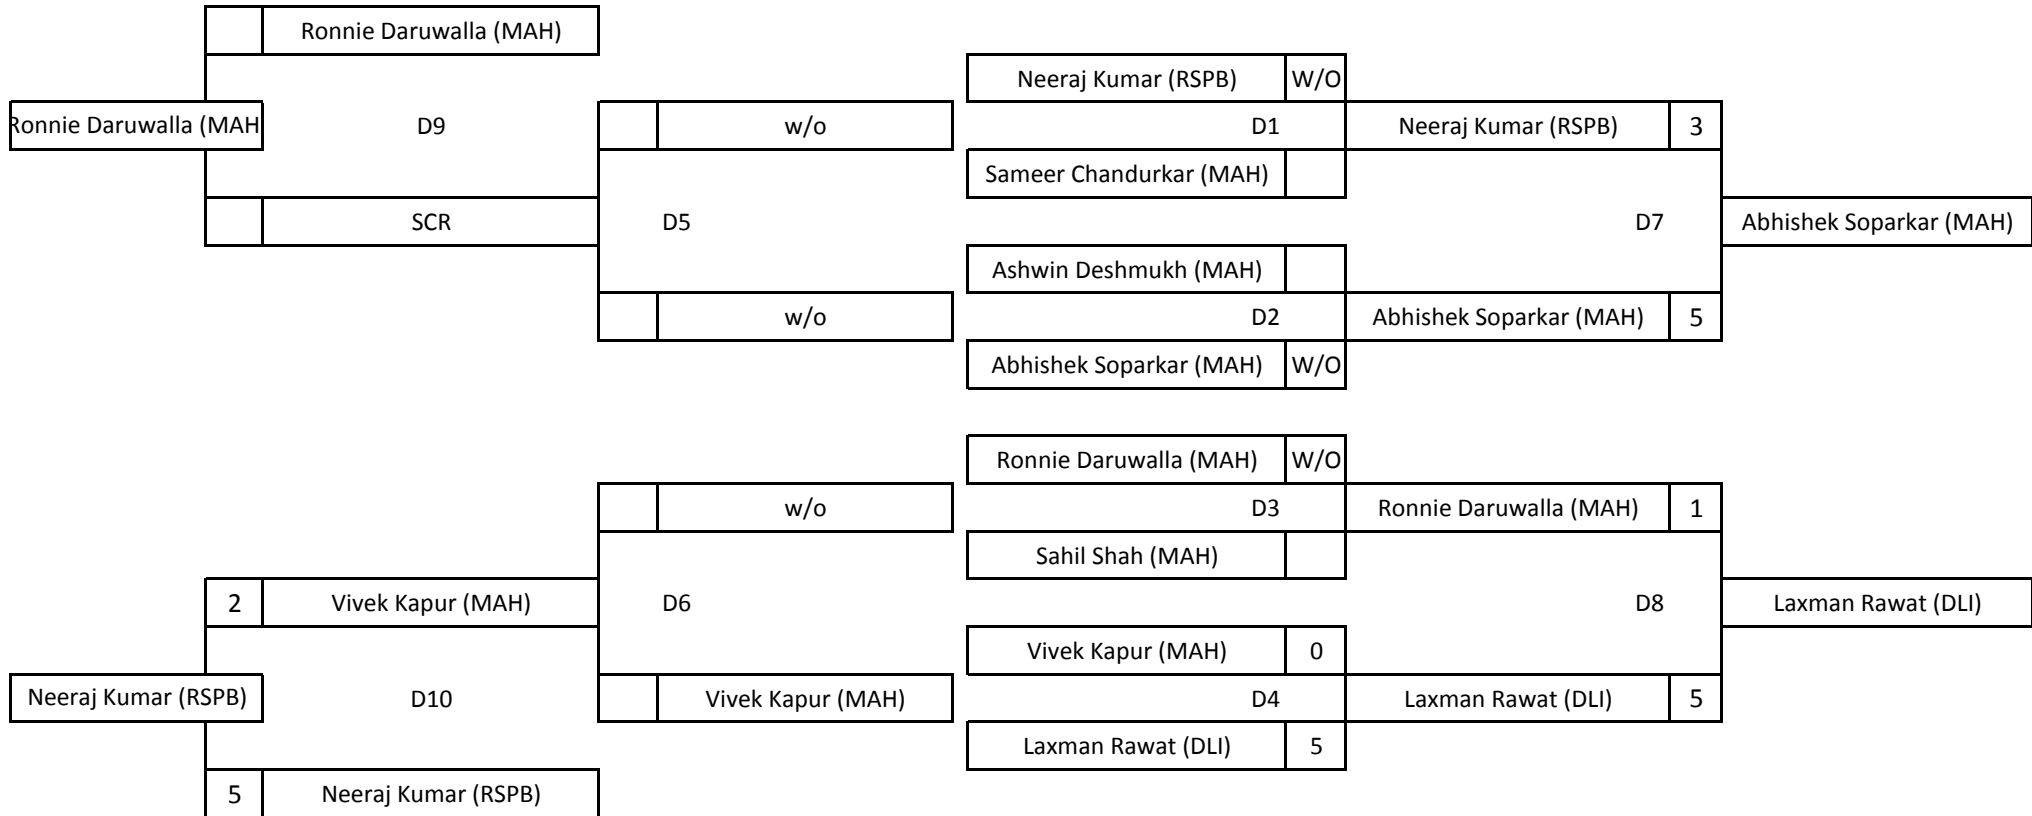 Ronnie Daruwalla (MAH)
Neeraj Kumar (RSPB) W/O
Ronnie Daruwalla (MAH D9 w/o D1 Neeraj Kumar (RSPB) 3
Sameer Chandurkar (MAH)
SCR D5 D7 Abhishek Soparkar (MAH)
Ashwin Deshmukh (MAH)
w/o D2 Abhishek Soparkar (MAH) 5
Abhishek Soparkar (MAH) W/O
Ronnie Daruwalla (MAH) W/O
w/o D3 Ronnie Daruwalla (MAH) 1
Sahil Shah (MAH)
2 Vivek Kapur (MAH) D6 D8 Laxman Rawat (DLI)
Vivek Kapur (MAH) 0
Neeraj Kumar (RSPB) D10 Vivek Kapur (MAH) D4 Laxman Rawat (DLI) 5
Laxman Rawat (DLI) 5
5 Neeraj Kumar (RSPB)